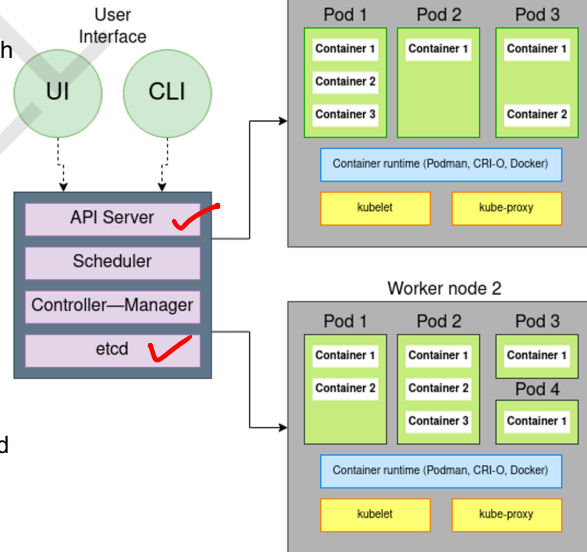 User
Interface
h
UI
CLI
API Server
Scheduler
Controller—Manager
etcd
d
Pod 1
Pod 2
Pod 3
Container 1
Container 2
Container 3
Container 1
Container 1
Container 2
Container runtime (Podman, CRI-O, Docker)
kubelet
kube-proxy
Worker node 2
Pod 1
Pod 2
Pod 3
Container 1
Container 2
Container 1
Container 2
Container 3
Container 1
Pod 4
Container 1
Container runtime (Podman, CRI-O, Docker)
kubelet
kube-proxy